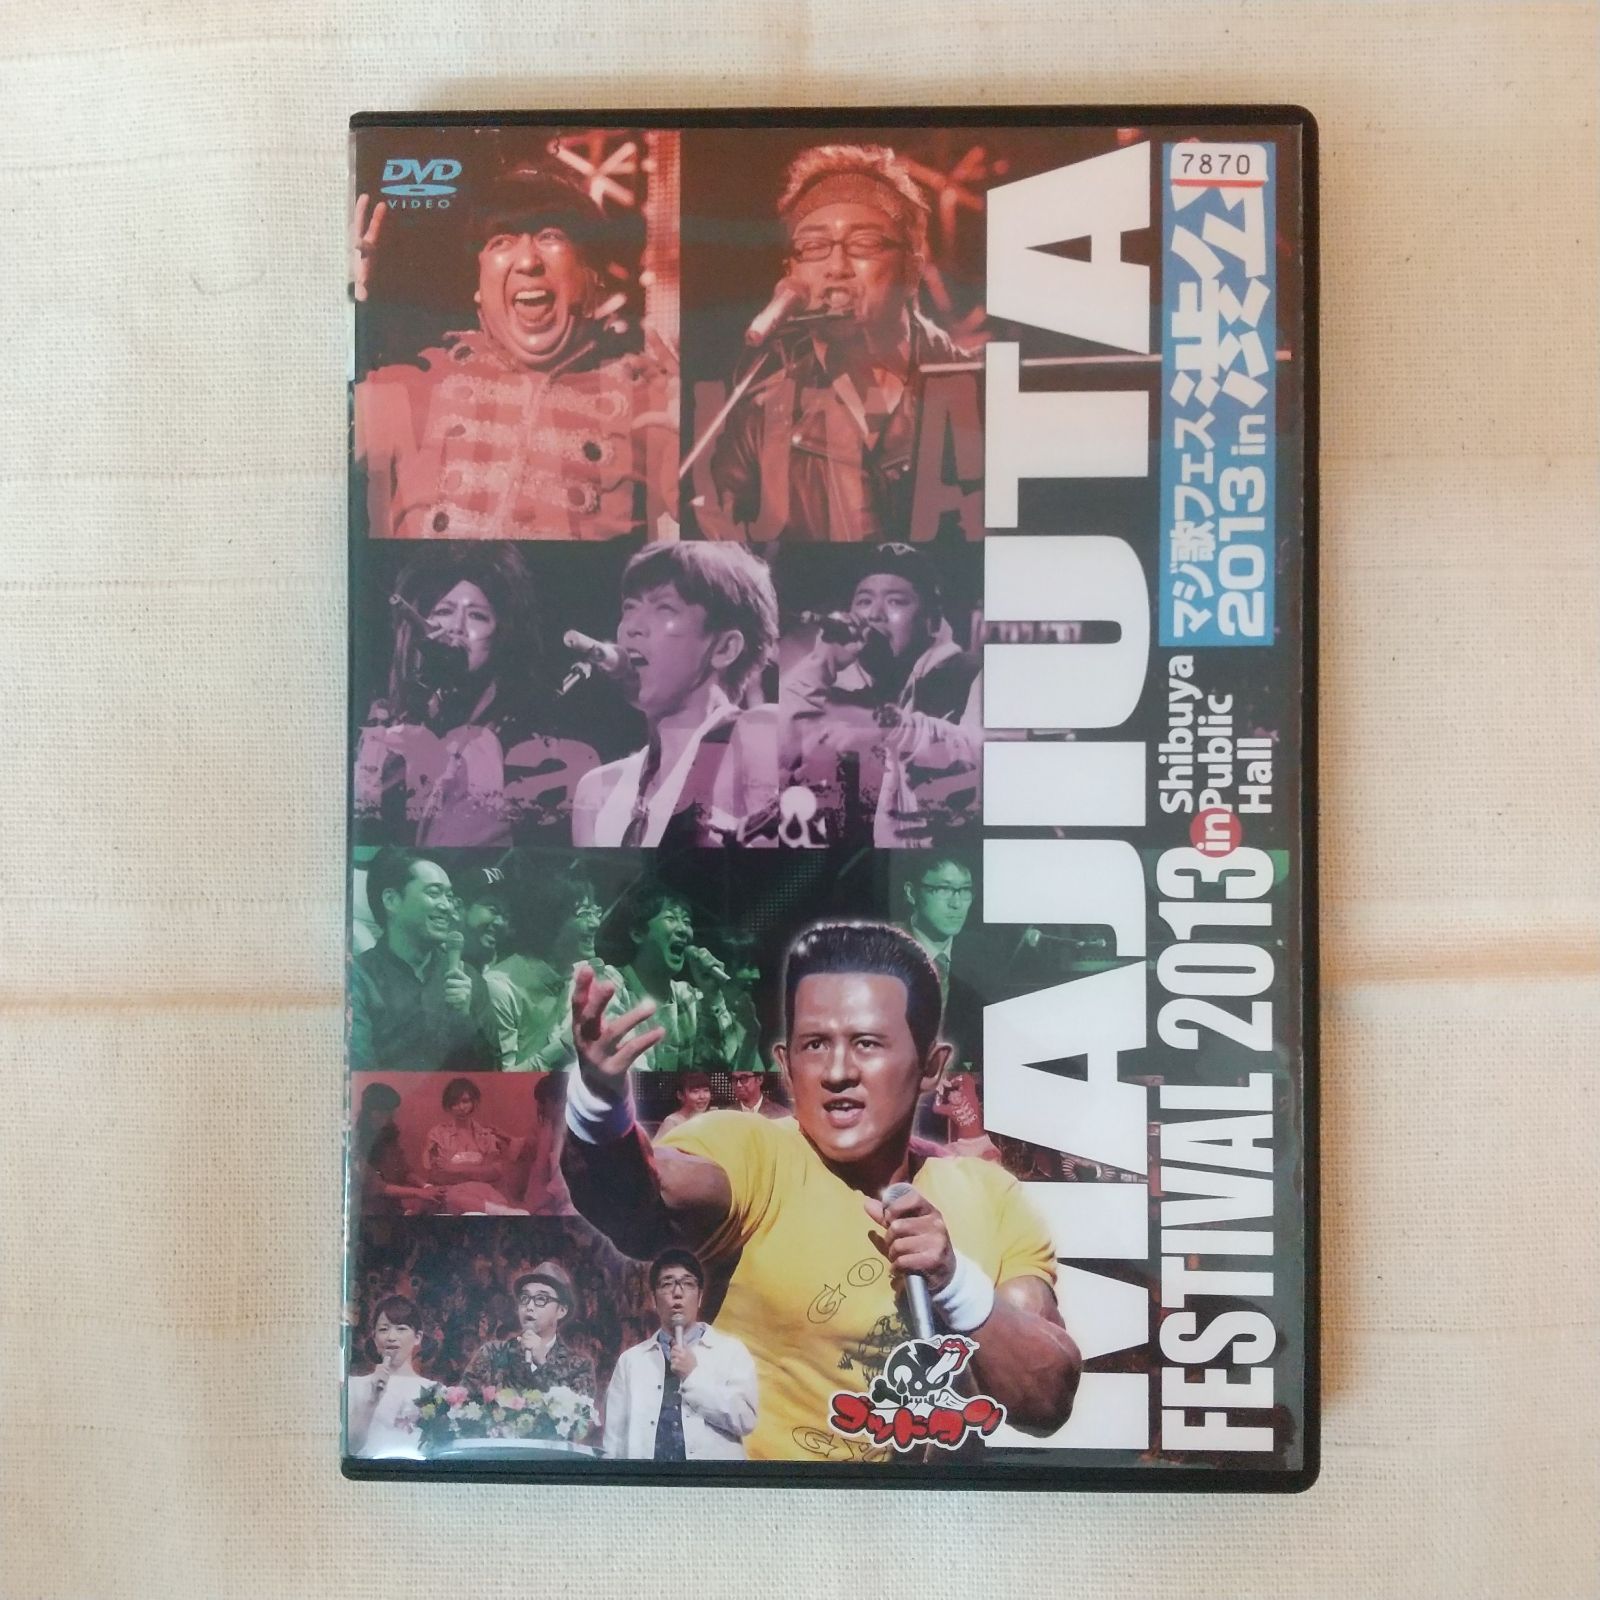 DVD
VIDEO
7870
マジ歌フェス
2013 in 渋公
MAJIUTA
FESTIVAL 2013
in
Shibuya
Public
Hall
ゴッドタン